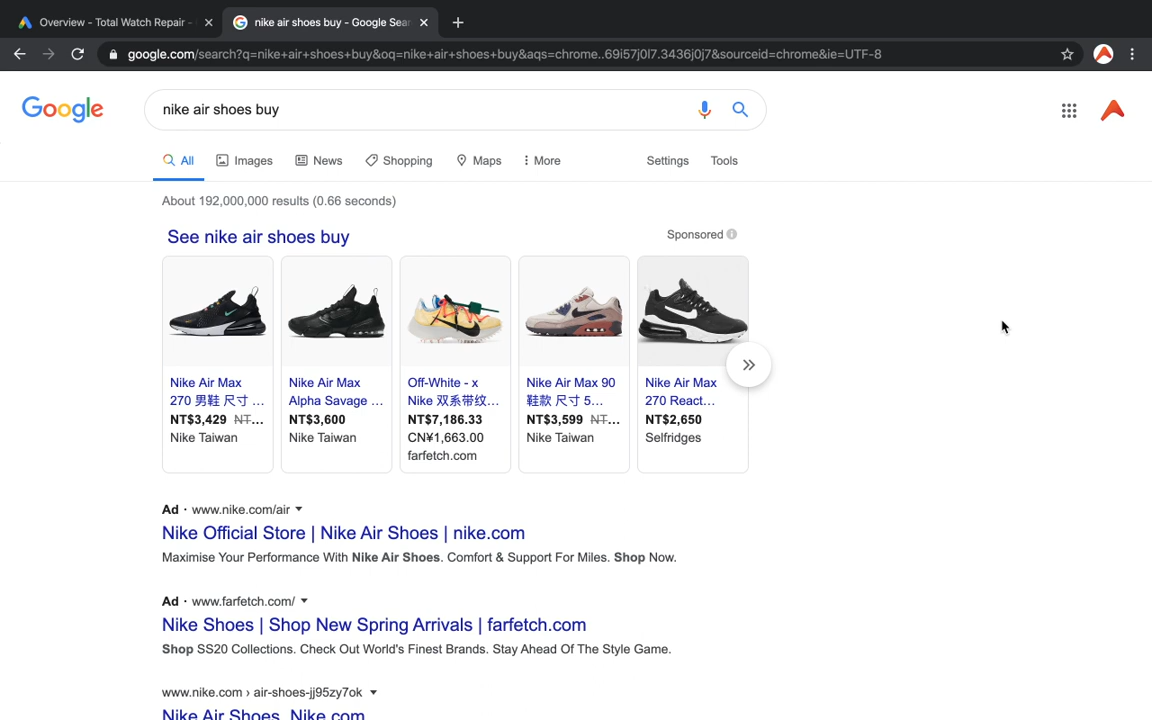 Overview - Total Watch Repair -
nike air shoes buy - Google Sear
google.com/search?q=nike+air+shoes+buy&oq=nike+air+shoes+buy&aqs=chrome..69i57j0l7.3436j0j7&sourceid=chrome&ie=UTF-8
Google
nike air shoes buy
All Images News Shopping Maps More Settings Tools
About 192,000,000 results (0.66 seconds)
See nike air shoes buy Sponsored
Nike Air Max
270 男鞋 尺寸 ...
NT$3,429 NT...
Nike Taiwan
Nike Air Max
Alpha Savage ...
NT$3,600
Nike Taiwan
Off-White - x
Nike 双系带纹...
NT$7,186.33
CN¥1,663.00
farfetch.com
Nike Air Max 90
鞋款 尺寸 5...
NT$3,599 NT...
Nike Taiwan
Nike Air Max
270 React...
NT$2,650
Selfridges
Ad · www.nike.com/air
Nike Official Store | Nike Air Shoes | nike.com
Maximise Your Performance With Nike Air Shoes. Comfort & Support For Miles. Shop Now.
Ad · www.farfetch.com/
Nike Shoes | Shop New Spring Arrivals | farfetch.com
Shop SS20 Collections. Check Out World's Finest Brands. Stay Ahead Of The Style Game.
www.nike.com › air-shoes-jj95zy7ok
Nike Air Shoes. Nike.com